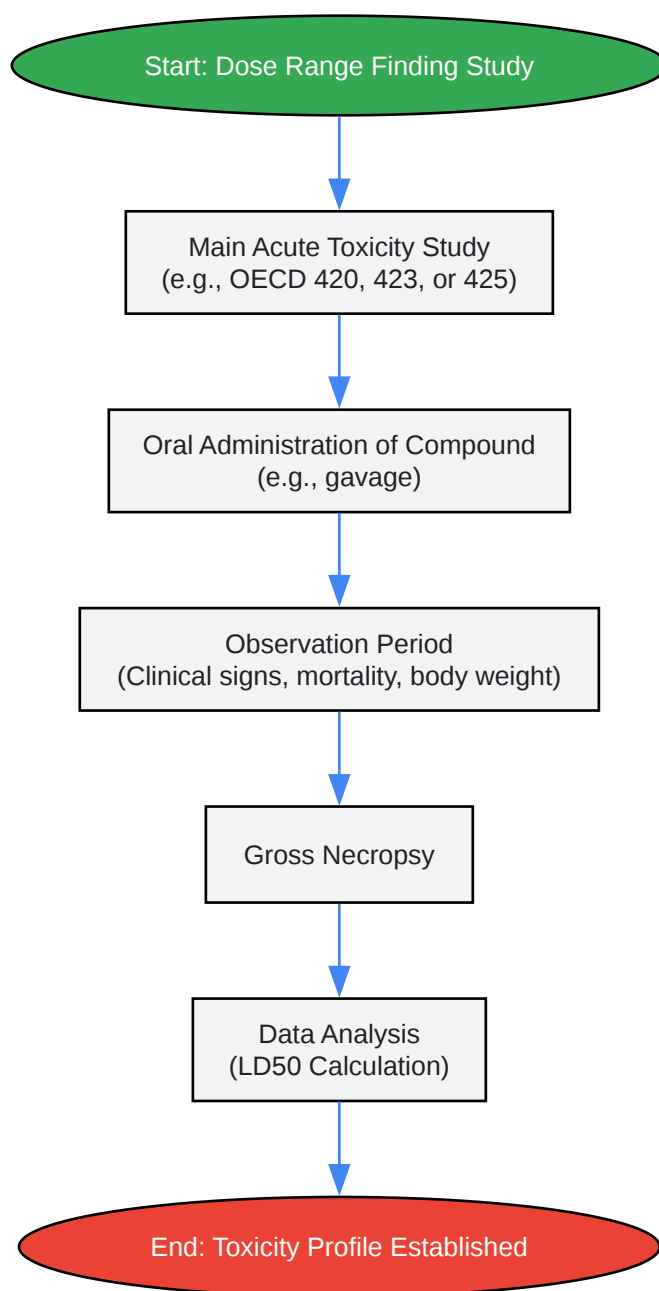 Start: Dose Range Finding Study
Main Acute Toxicity Study
(e.g., OECD 420, 423, or 425)
Oral Administration of Compound
(e.g., gavage)
Observation Period
(Clinical signs, mortality, body weight)
Gross Necropsy
Data Analysis
(LD50 Calculation)
End: Toxicity Profile Established